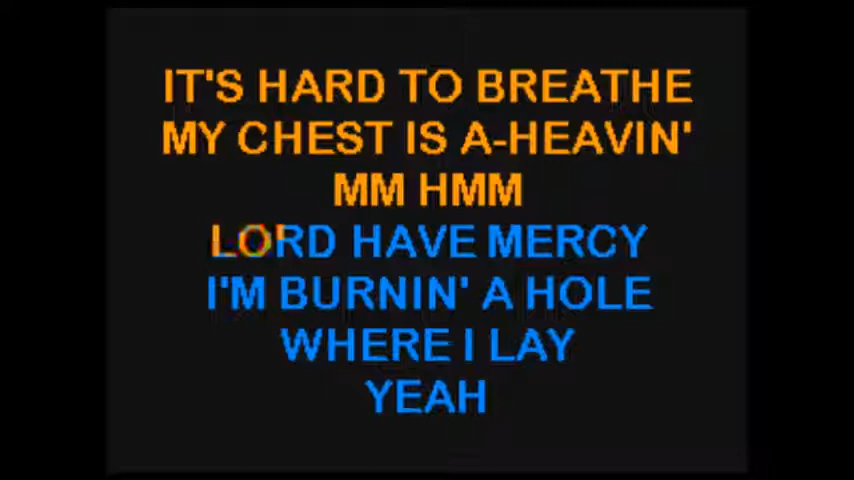 IT'S HARD TO BREATHE
MY CHEST IS A-HEAVIN'
MM HMM
LORD HAVE MERCY
I'M BURNIN' A HOLE
WHERE I LAY
YEAH